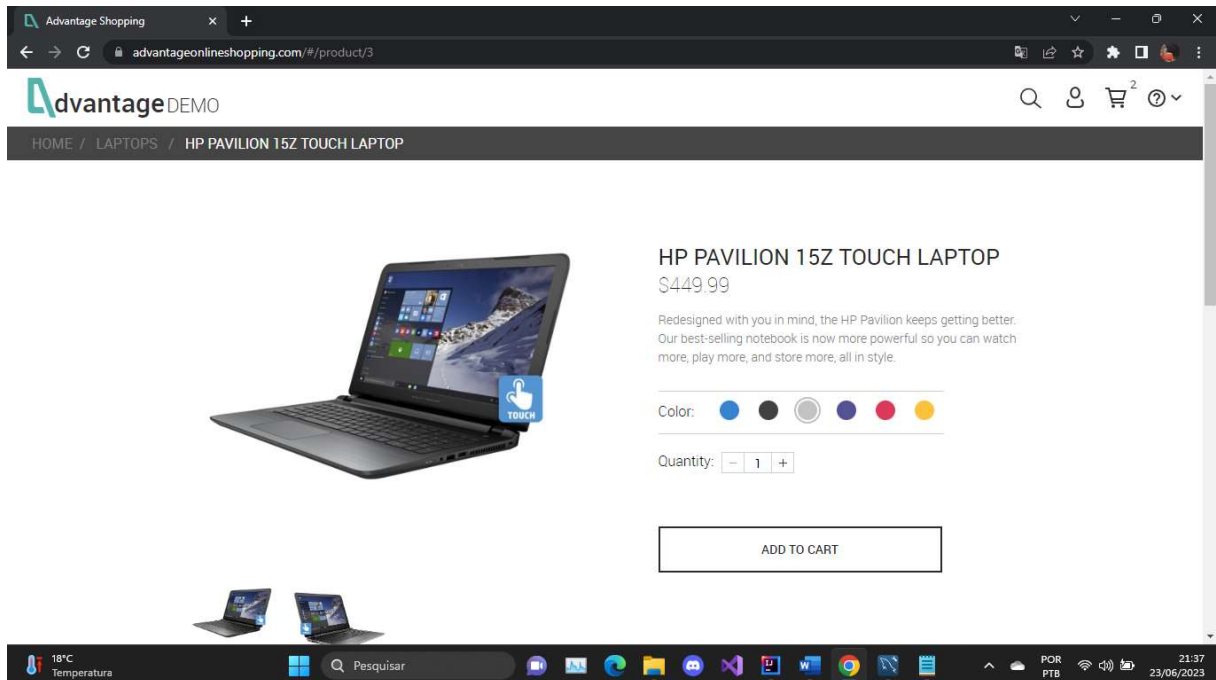 Advantage Shopping
advantageonlineshopping.com/#/product/3
dvantage DEMO
2
HOME / LAPTOPS / HP PAVILION 15Z TOUCH LAPTOP
HP PAVILION 15Z TOUCH LAPTOP
$449.99
Redesigned with you in mind, the HP Pavilion keeps getting better.
Our best-selling notebook is now more powerful so you can watch
more, play more, and store more, all in style.
TOUCH
Color:
Quantity: - 1 +
ADD TO CART
18°C
Temperatura
Pesquisar
POR
PTB
21:37
23/06/2023